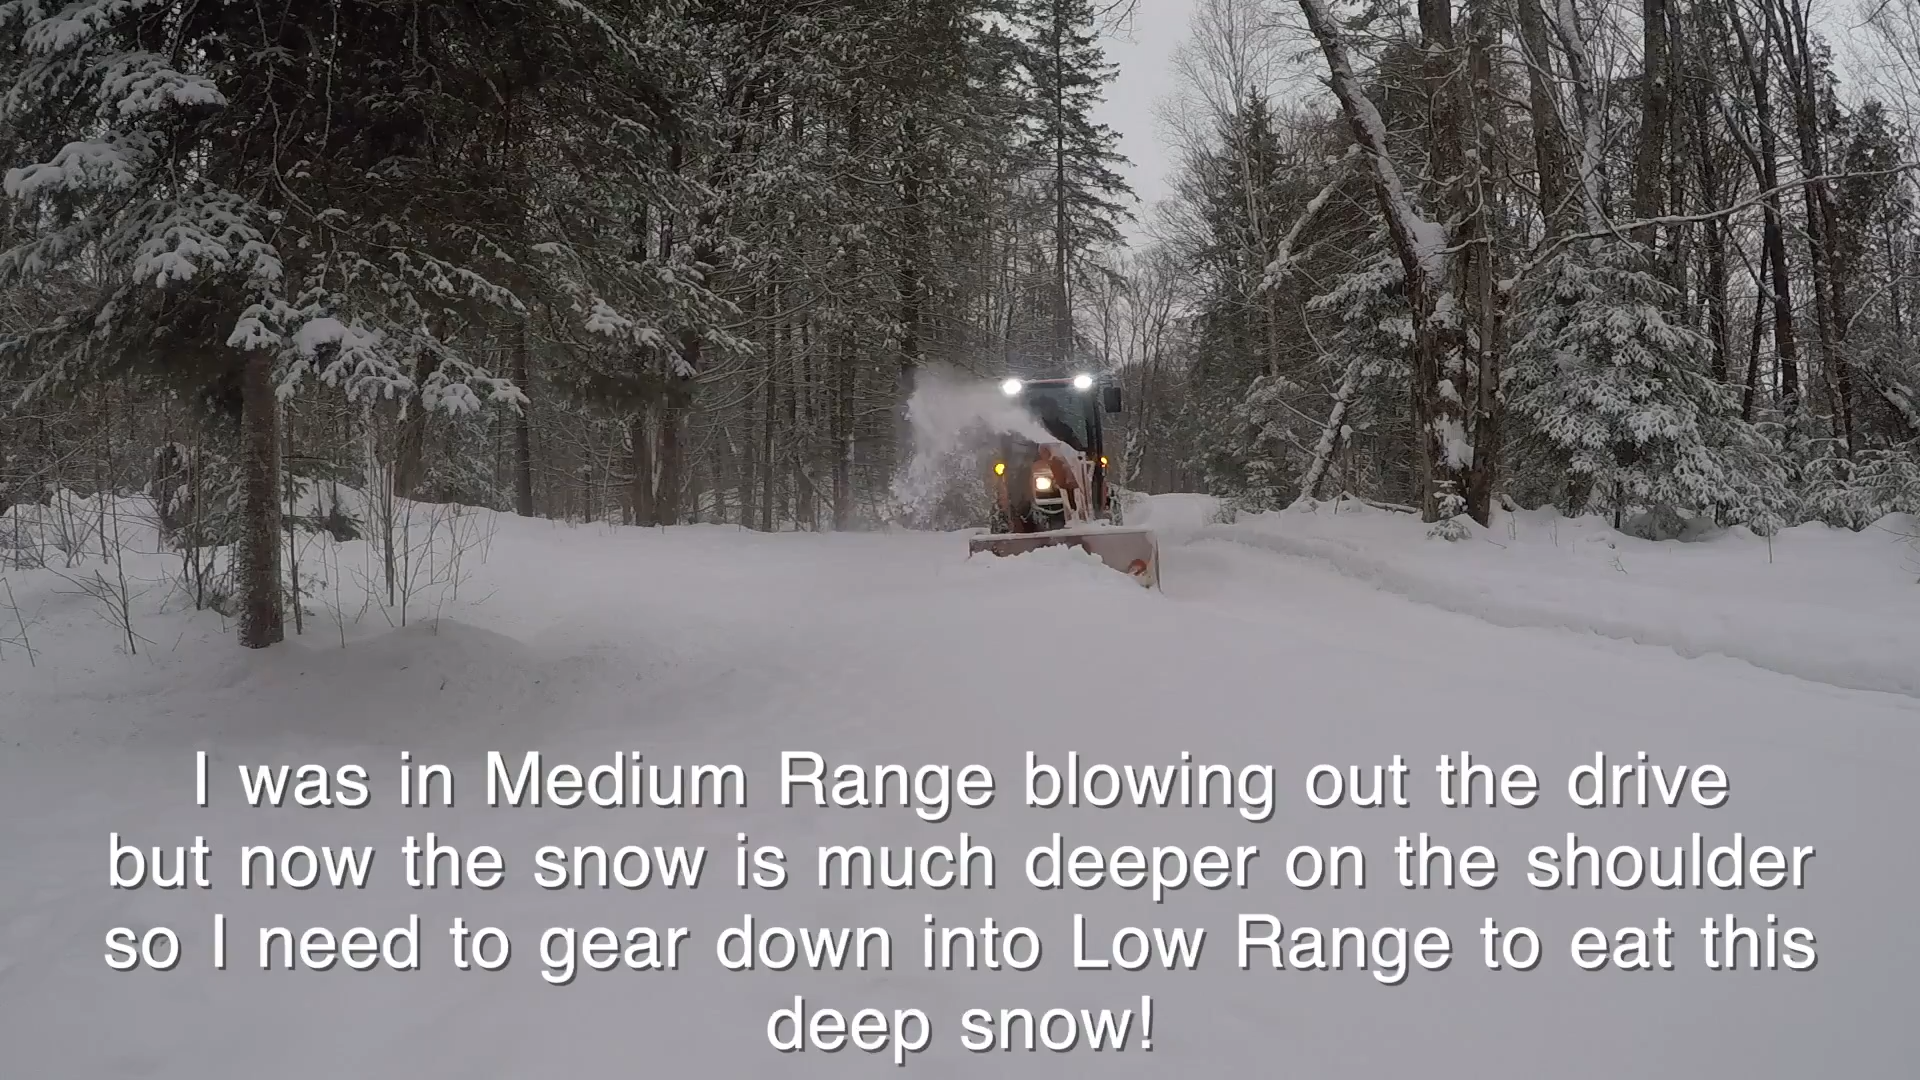 I was in Medium Range blowing out the drive
but now the snow is much deeper on the shoulder
so I need to gear down into Low Range to eat this
deep snow!